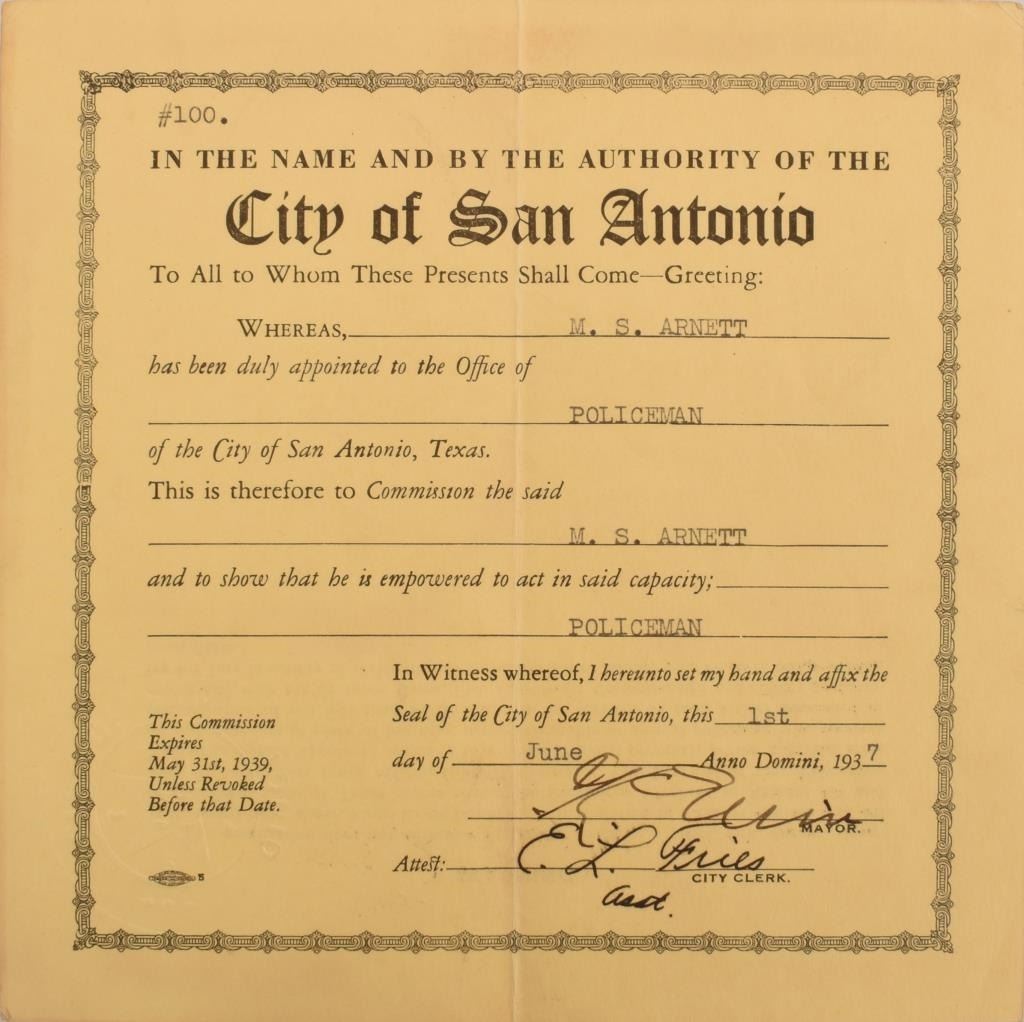 #100.
IN THE NAME AND BY THE AUTHORITY OF THE
City of San Antonio
To All to Whom These Presents Shall Come—Greeting:
WHEREAS, M. S. ARNETT
has been duly appointed to the Office of
POLICEMAN
of the City of San Antonio, Texas.
This is therefore to Commission the said
M. S. ARNETT
and to show that he is empowered to act in said capacity;
POLICEMAN
In Witness whereof, I hereunto set my hand and affix the
Seal of the City of San Antonio, this 1st
day of June Anno Domini, 1937
MAYOR.
Attest: E. L. Fries
CITY CLERK.
asst.
This Commission
Expires
May 31st, 1939,
Unless Revoked
Before that Date.
5